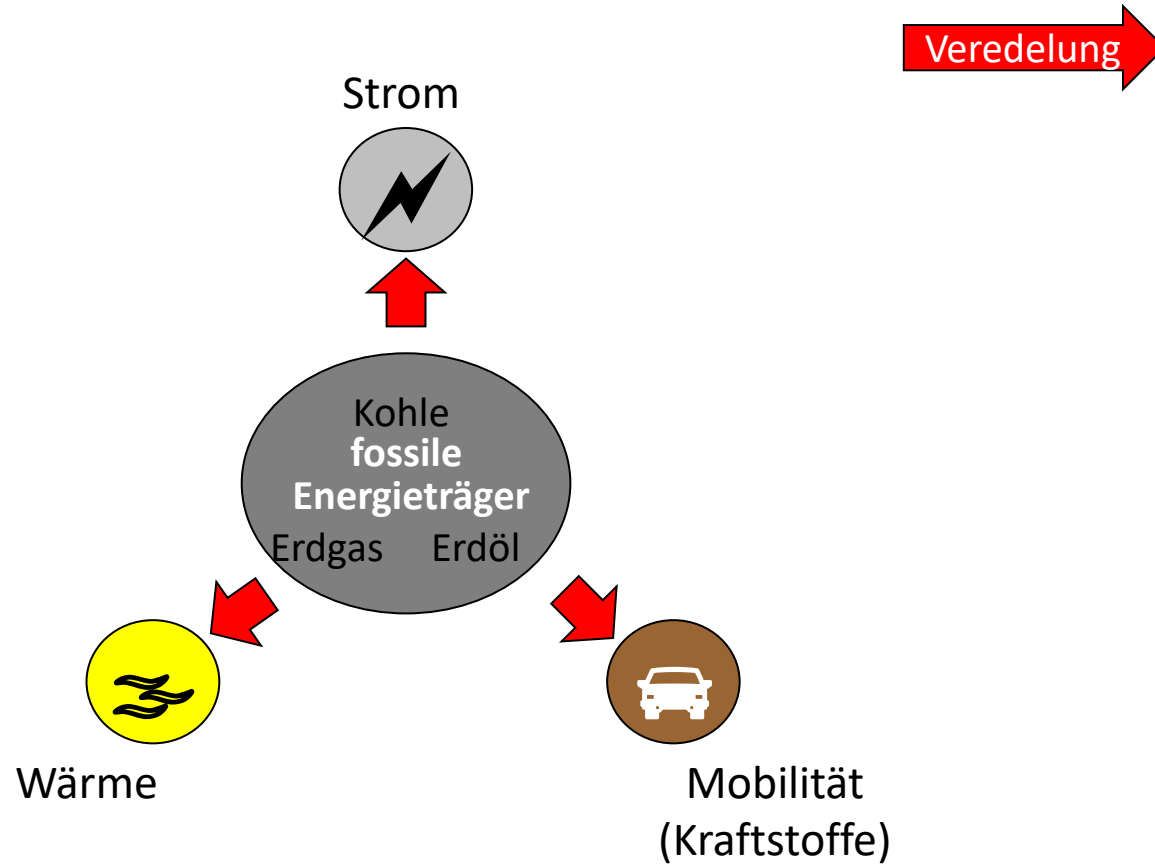 Veredelung
Strom
Kohle
fossile
Energieträger
Erdgas Erdöl
Wärme
Mobilität
(Kraftstoffe)